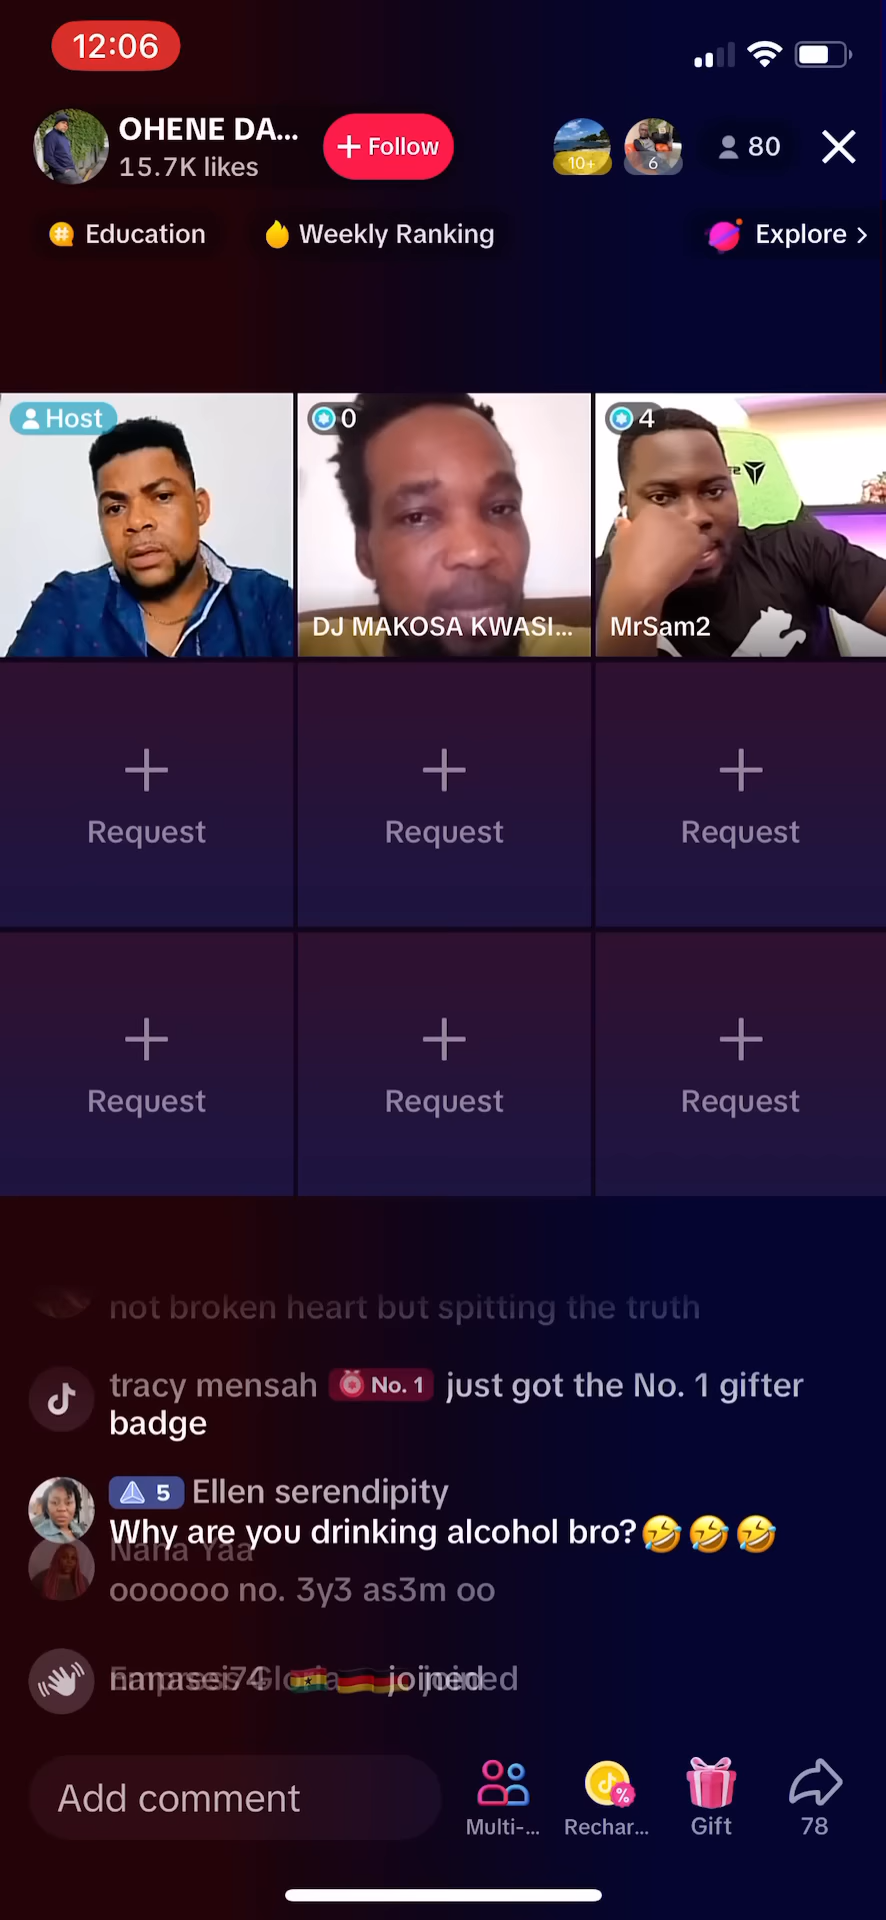 12:06
OHENE DA...
15.7K likes
+ Follow
10+
6
80
Education
Weekly Ranking
Explore >
Host
0
4
DJ MAKOSA KWASI...
MrSam2
Request
Request
Request
Request
Request
Request
not broken heart but spitting the truth
tracy mensah No. 1 just got the No. 1 gifter
badge
5 Ellen serendipity
Why are you drinking alcohol bro?🤣🤣🤣
Nana Yaa
oooooo no. 3y3 as3m oo
joined
Add comment
Multi-...
Rechar...
Gift
78